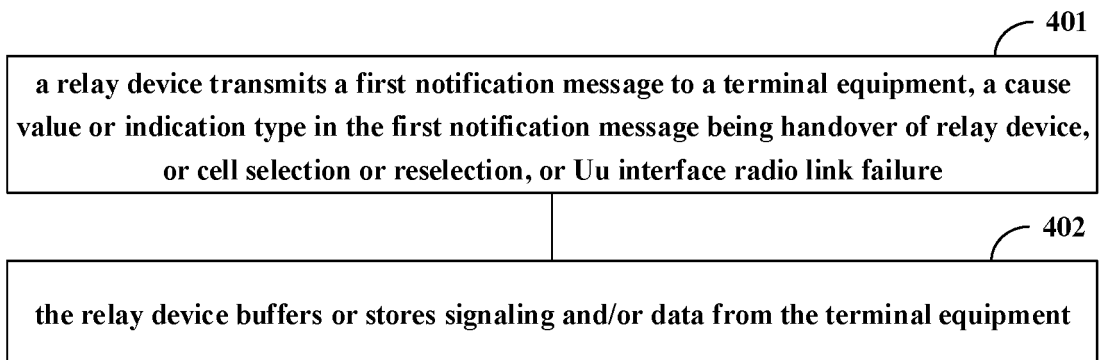 401
a relay device transmits a first notification message to a terminal equipment, a cause
value or indication type in the first notification message being handover of relay device,
or cell selection or reselection, or Uu interface radio link failure
402
the relay device buffers or stores signaling and/or data from the terminal equipment